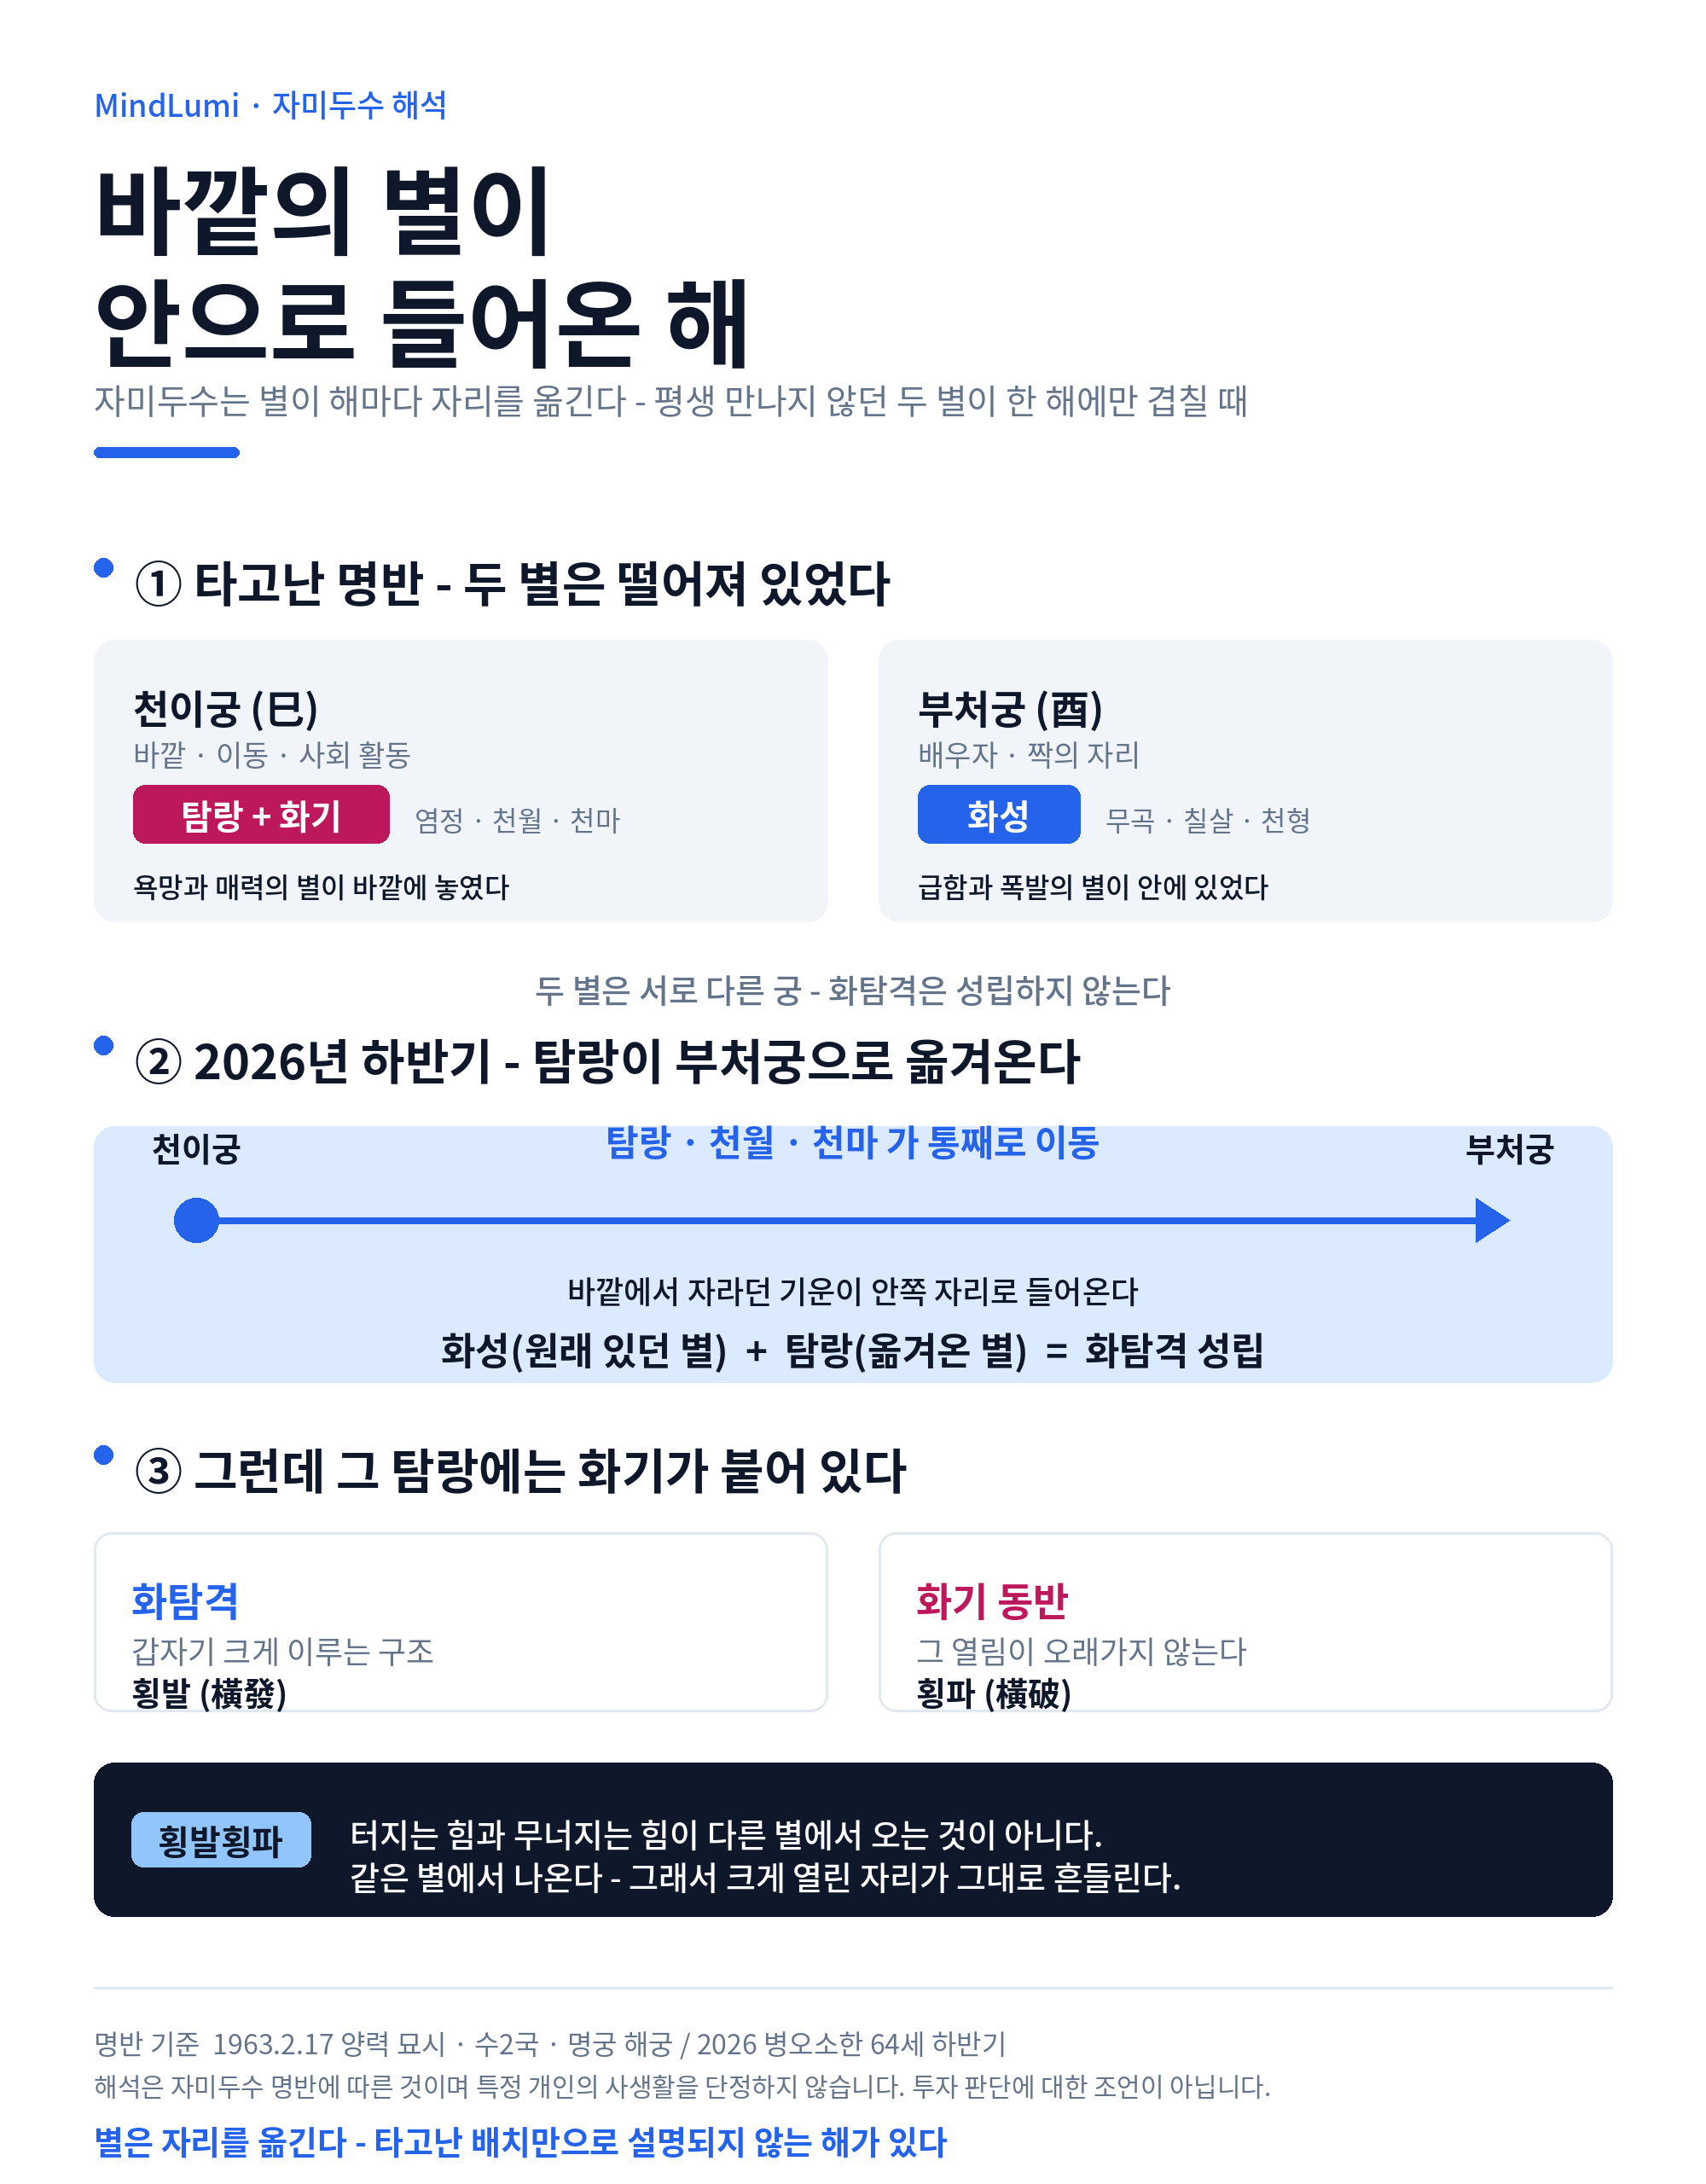 MindLumi · 자미두수 해석
바깥의 별이
안으로 들어온 해
자미두수는 별이 해마다 자리를 옮긴다 - 평생 만나지 않던 두 별이 한 해에만 겹칠 때
① 타고난 명반 - 두 별은 떨어져 있었다
천이궁 (巳)
바깥 · 이동 · 사회 활동
탐랑 + 화기
염정 · 천월 · 천마
욕망과 매력의 별이 바깥에 놓였다
부처궁 (酉)
배우자 · 짝의 자리
화성
무곡 · 칠살 · 천형
급함과 폭발의 별이 안에 있었다
두 별은 서로 다른 궁 - 화탐격은 성립하지 않는다
② 2026년 하반기 - 탐랑이 부처궁으로 옮겨온다
천이궁
탐랑 · 천월 · 천마 가 통째로 이동
부처궁
바깥에서 자라던 기운이 안쪽 자리로 들어온다
화성(원래 있던 별) + 탐랑(옮겨온 별) = 화탐격 성립
③ 그런데 그 탐랑에는 화기가 붙어 있다
화탐격
갑자기 크게 이루는 구조
횡발 (橫發)
화기 동반
그 열림이 오래가지 않는다
횡파 (橫破)
횡발횡파
터지는 힘과 무너지는 힘이 다른 별에서 오는 것이 아니다.
같은 별에서 나온다 - 그래서 크게 열린 자리가 그대로 흔들린다.
명반 기준 1963.2.17 양력 묘시 · 수2국 · 명궁 해궁 / 2026 병오소한 64세 하반기
해석은 자미두수 명반에 따른 것이며 특정 개인의 사생활을 단정하지 않습니다. 투자 판단에 대한 조언이 아닙니다.
별은 자리를 옮긴다 - 타고난 배치만으로 설명되지 않는 해가 있다